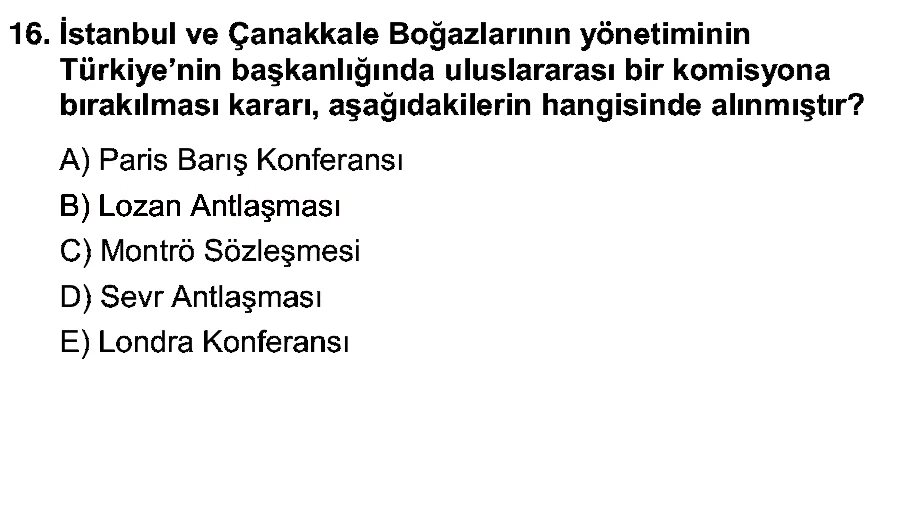 16. İstanbul ve Çanakkale Boğazlarının yönetiminin
Türkiye'nin başkanlığında uluslararası bir komisyona
bırakılması kararı, aşağıdakilerin hangisinde alınmıştır?
A) Paris Barış Konferansı
B) Lozan Antlaşması
C) Montrö Sözleşmesi
D) Sevr Antlaşması
E) Londra Konferansı